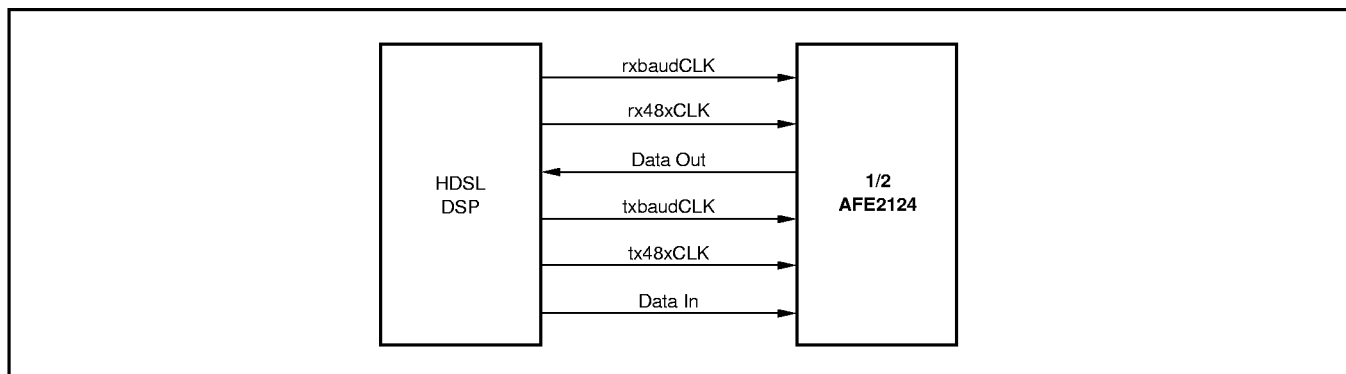 rxbaudCLK
rx48xCLK
Data Out
HDSL
DSP
1/2
AFE2124
txbaudCLK
tx48xCLK
Data In